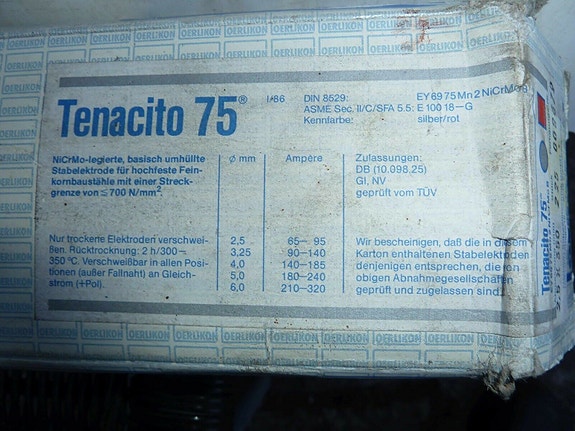 OERLIKON OERLIKON OERLIKON OERLIKON OERLIKON
Tenacito 75®
I·86
DIN 8529: EY 69 75 Mn 2 NiCrMo
ASME Sec. II/C/SFA 5.5: E 100 18-G
Kennfarbe: silber/rot
NiCrMo-legierte, basisch umhüllte
Stabelektrode für hochfeste Fein-
kornbaustähle mit einer Streck-
grenze von ≤700 N/mm².
Nur trockene Elektroden verschwei-
ßen. Rücktrocknung: 2 h/300-
350 °C. Verschweißbar in allen Posi-
tionen (außer Fallnaht) an Gleich-
strom (+Pol).
Ø mm Ampère
2,5 65- 95
3,25 90-140
4,0 140-185
5,0 180-240
6,0 210-320
Zulassungen:
DB (10.098,25)
GI, NV
geprüft vom TÜV
Wir bescheinigen, daß die in diesem
Karton enthaltenen Stabelektroden
denjenigen entsprechen, die
obigen Abnahmegesellschaften
geprüft und zugelassen sind.
Tenacito 75®
OERLIKON OERLIKON OERLIKON OERLIKON OERLIKON OERLIKON